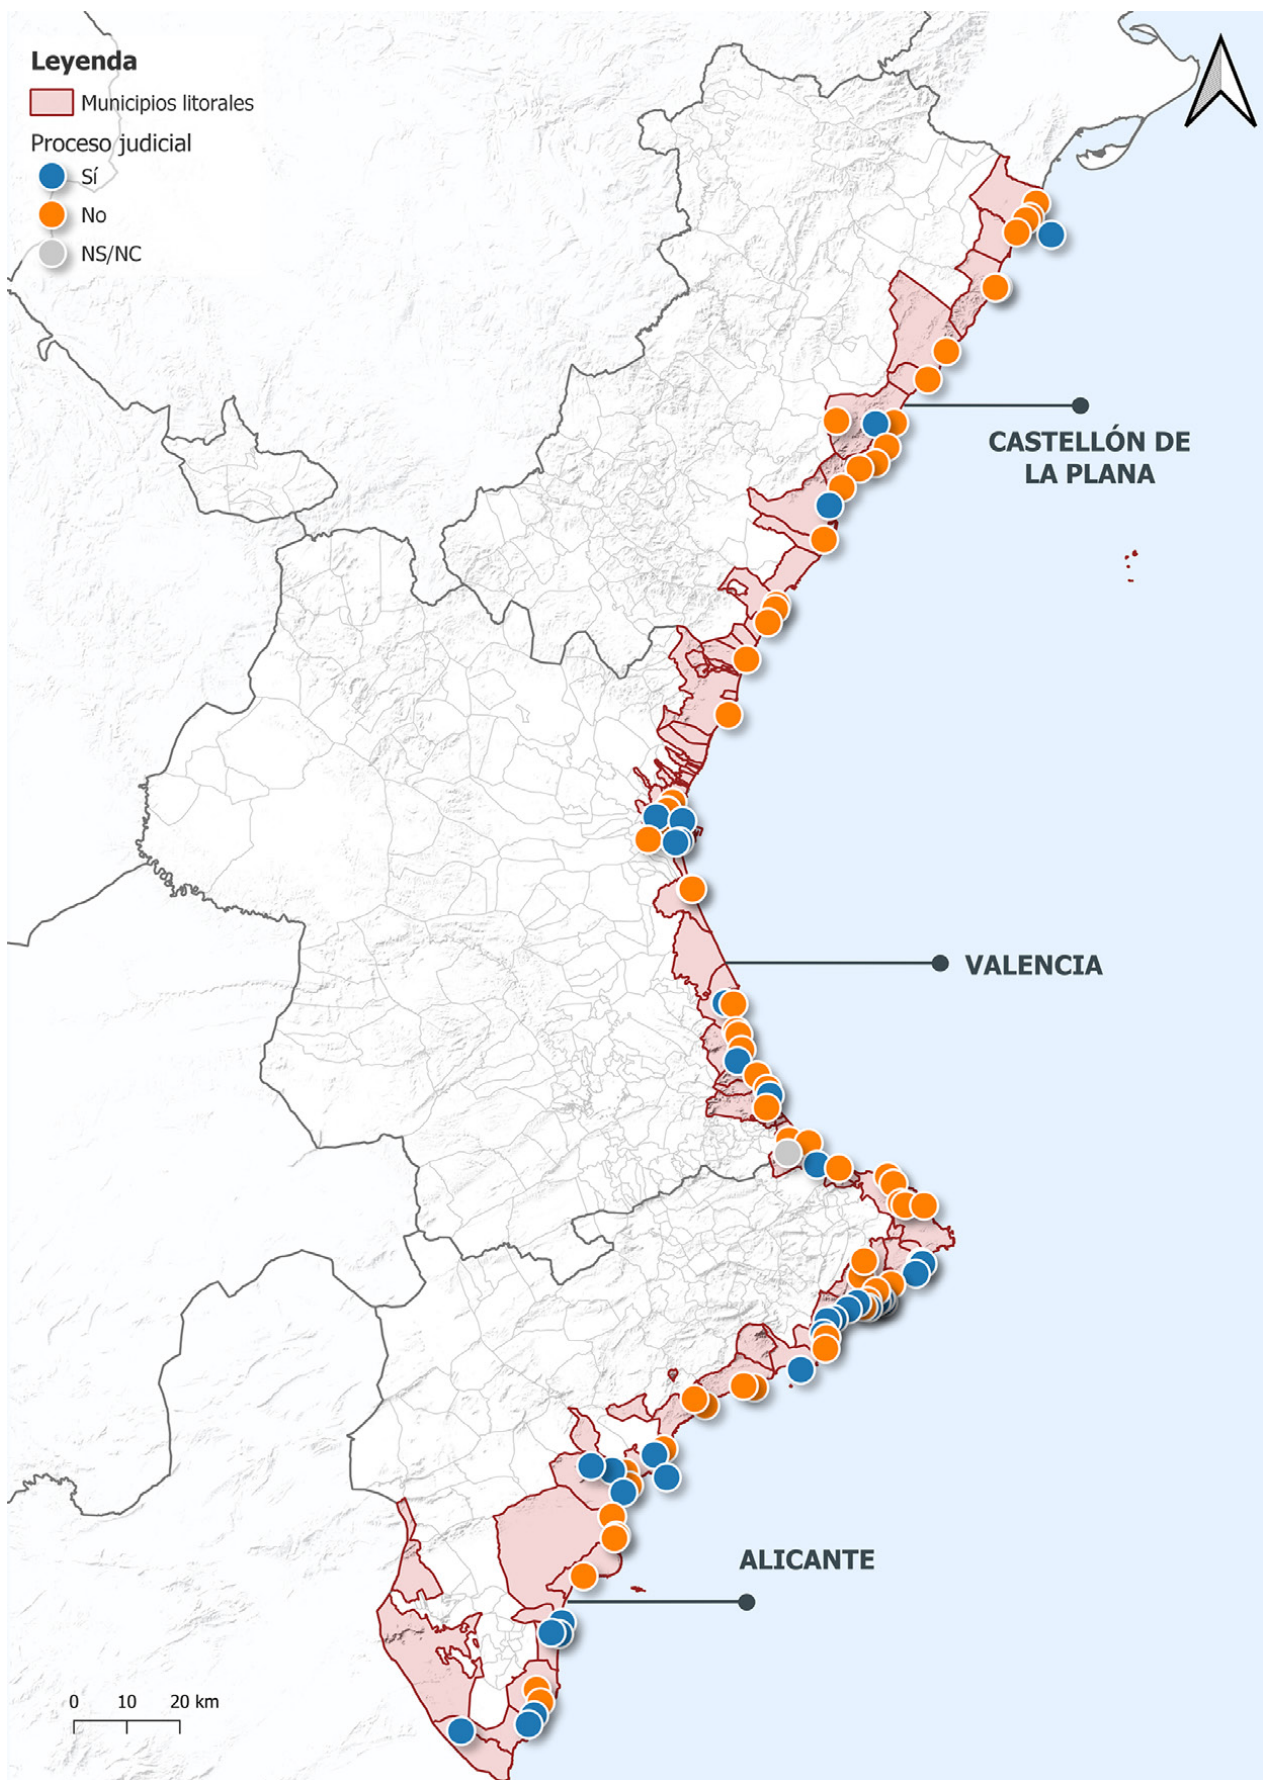 Leyenda
Municipios litorales
Proceso judicial
Sí
No
NS/NC
CASTELLÓN DE
LA PLANA
VALENCIA
ALICANTE
0 10 20 km